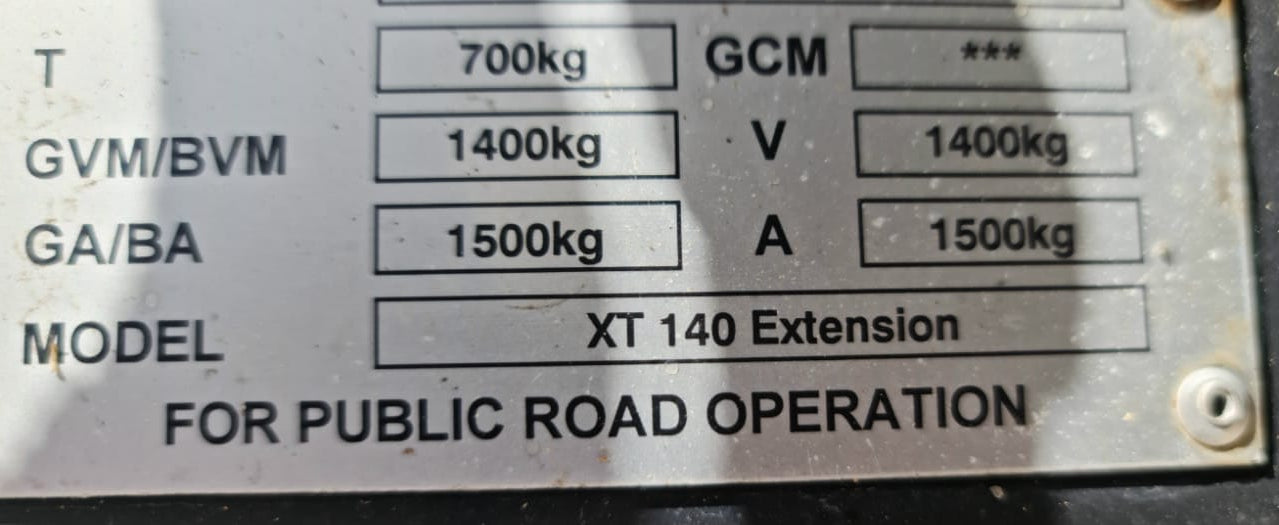 T 700kg GCM ***
GVM/BVM 1400kg V 1400kg
GA/BA 1500kg A 1500kg
MODEL XT 140 Extension
FOR PUBLIC ROAD OPERATION